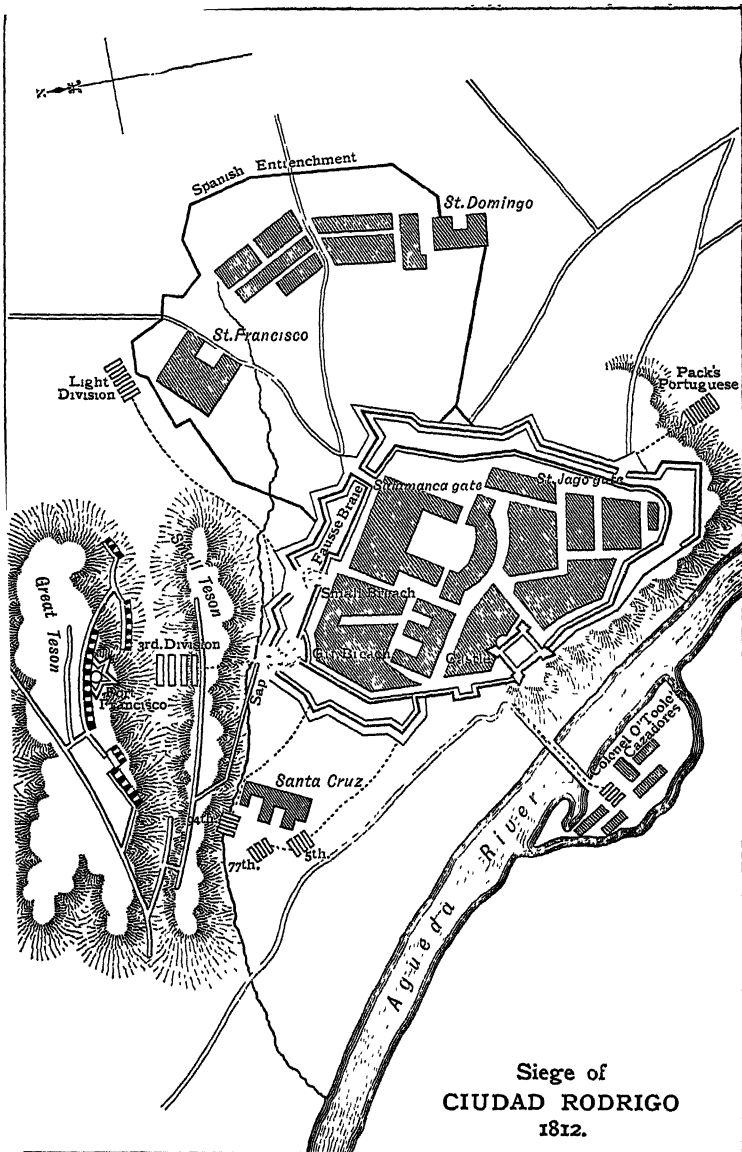 N
Spanish Entrenchment
St. Domingo
St. Francisco
Light
Division
Pack's
Portuguese
Salamanca gate
St. Jago gate
Fausse Braie
Small Breach
Great Teson
Small Teson
3rd. Division
Gt. Breach
Castle
Fort
Francisco
Sap
Colonel O'Toole
Cazadores
Santa Cruz
94th.
77th.
5th.
Agueda River
Siege of
CIUDAD RODRIGO
1812.